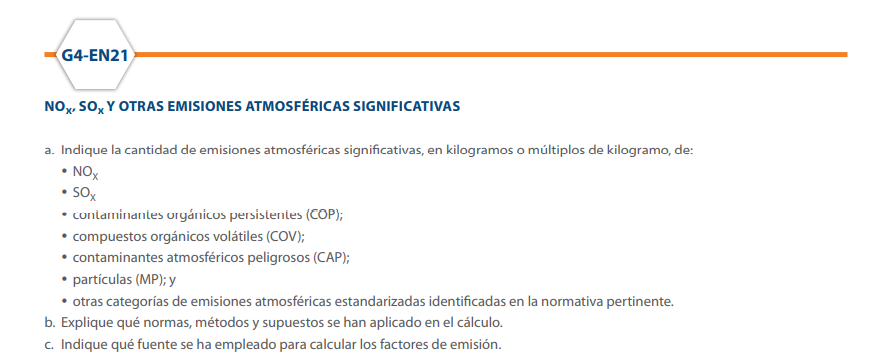 G4-EN21
NOx, SOx Y OTRAS EMISIONES ATMOSFÉRICAS SIGNIFICATIVAS
a. Indique la cantidad de emisiones atmosféricas significativas, en kilogramos o múltiplos de kilogramo, de:
• NOX
• SOX
• contaminantes orgánicos persistentes (COP);
• compuestos orgánicos volátiles (COV);
• contaminantes atmosféricos peligrosos (CAP);
• partículas (MP); y
• otras categorías de emisiones atmosféricas estandarizadas identificadas en la normativa pertinente.
b. Explique qué normas, métodos y supuestos se han aplicado en el cálculo.
c. Indique qué fuente se ha empleado para calcular los factores de emisión.